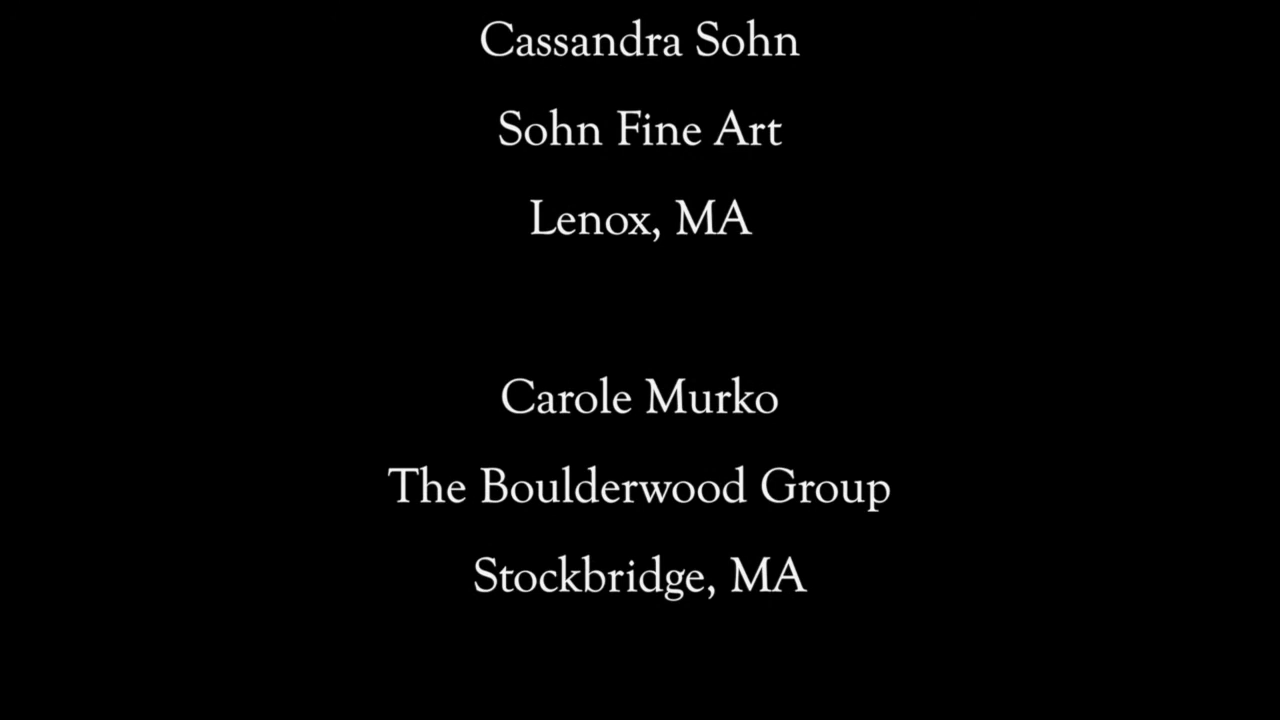 Cassandra Sohn
Sohn Fine Art
Lenox, MA
Carole Murko
The Boulderwood Group
Stockbridge, MA